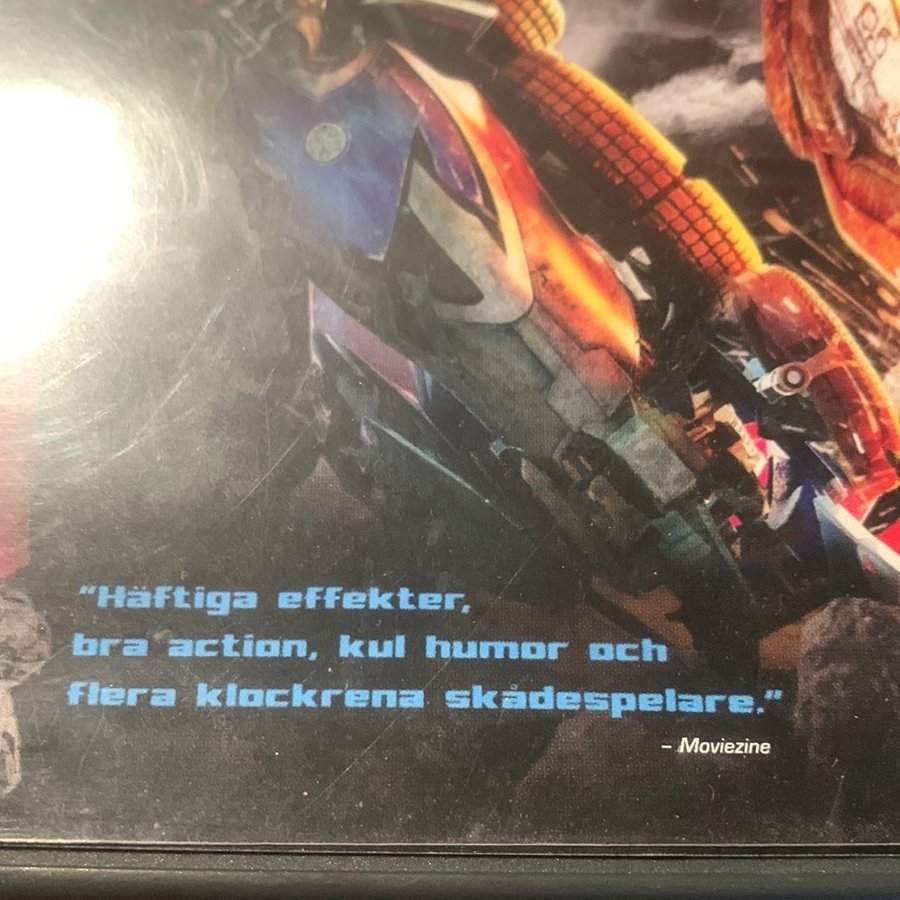 "Häftiga effekter,
bra action, kul humor och
flera klockrena skådespelare."
– Moviezine